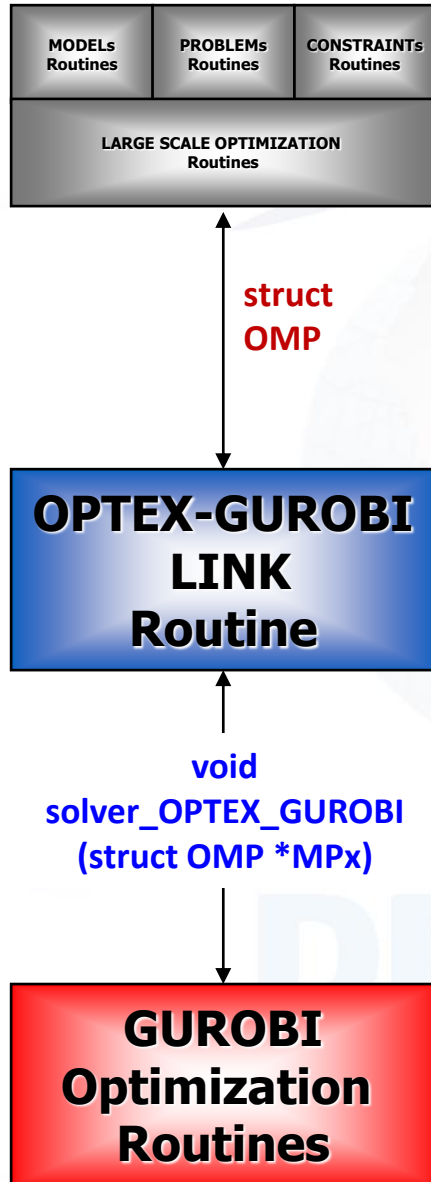 MODELs
Routines
PROBLEMs
Routines
CONSTRAINTs
Routines
LARGE SCALE OPTIMIZATION
Routines
struct
OMP
OPTEX-GUROBI
LINK
Routine
void
solver_OPTEX_GUROBI
(struct OMP *MPx)
GUROBI
Optimization
Routines